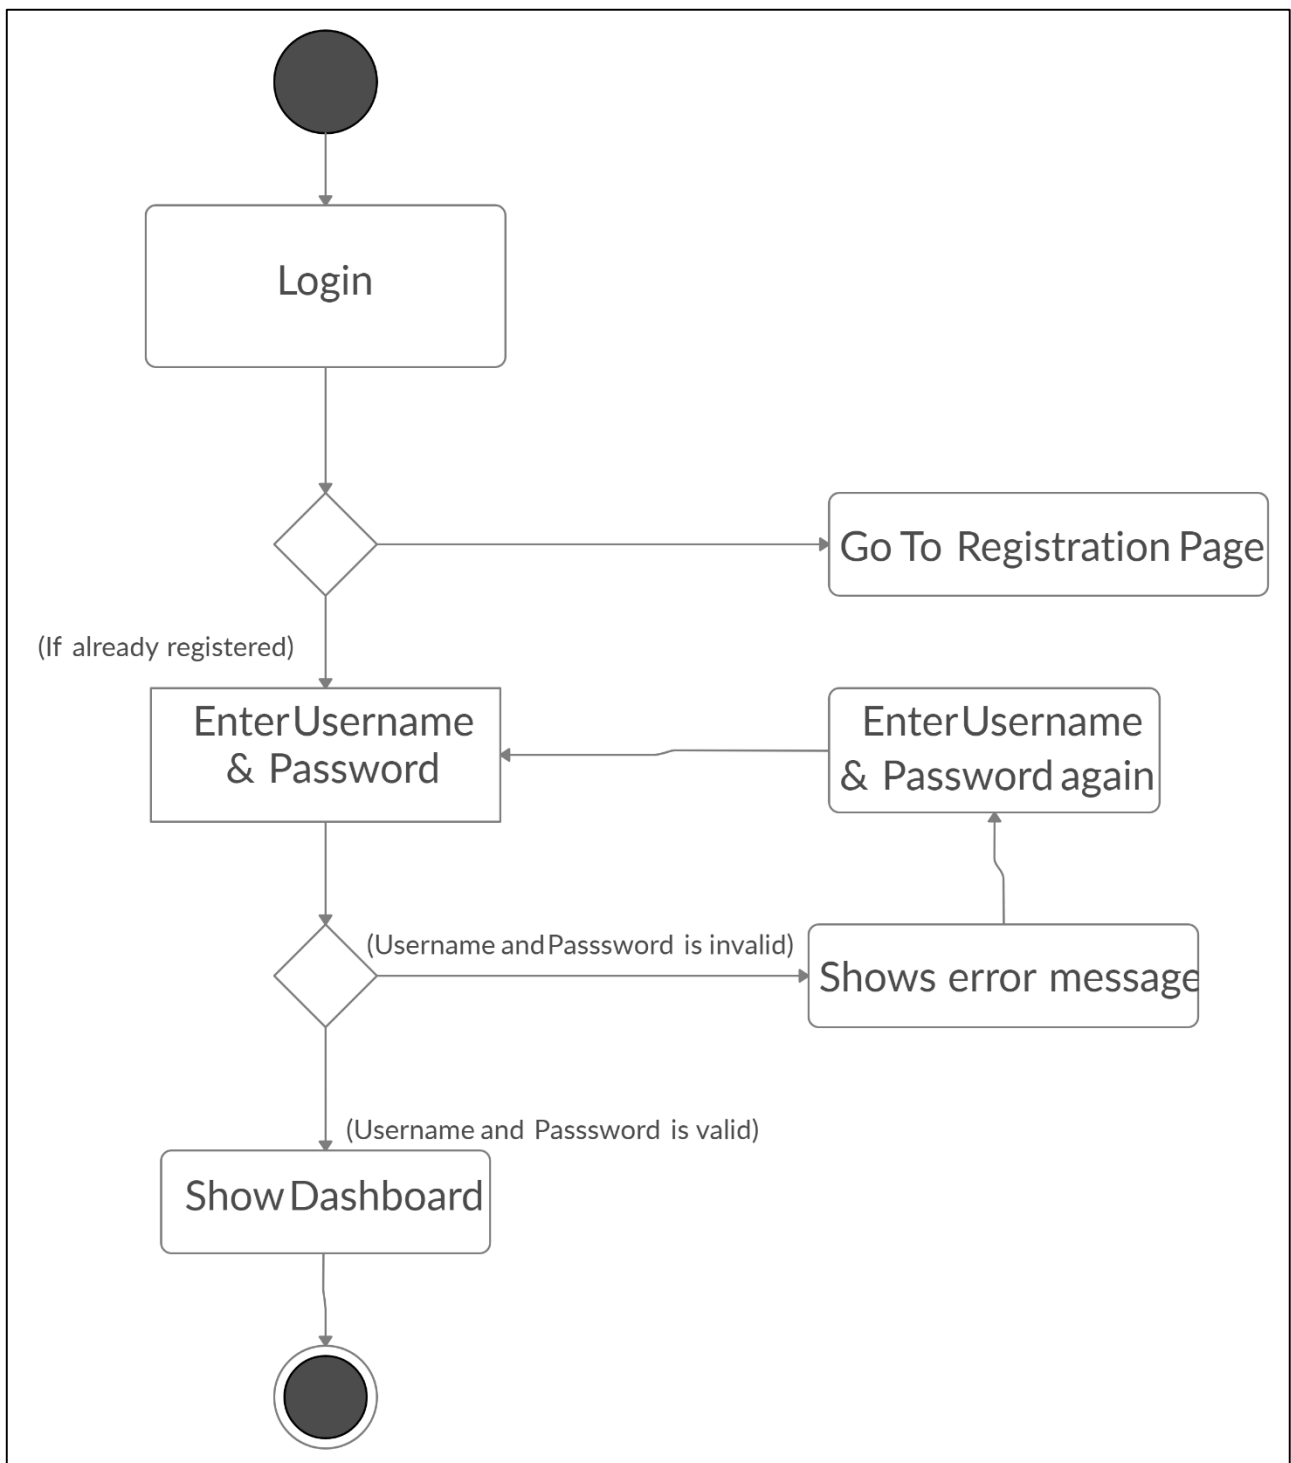 Login
Go To Registration Page
(If already registered)
Enter Username
& Password
Enter Username
& Password again
(Username and Passsword is invalid)
Shows error message
(Username and Passsword is valid)
Show Dashboard